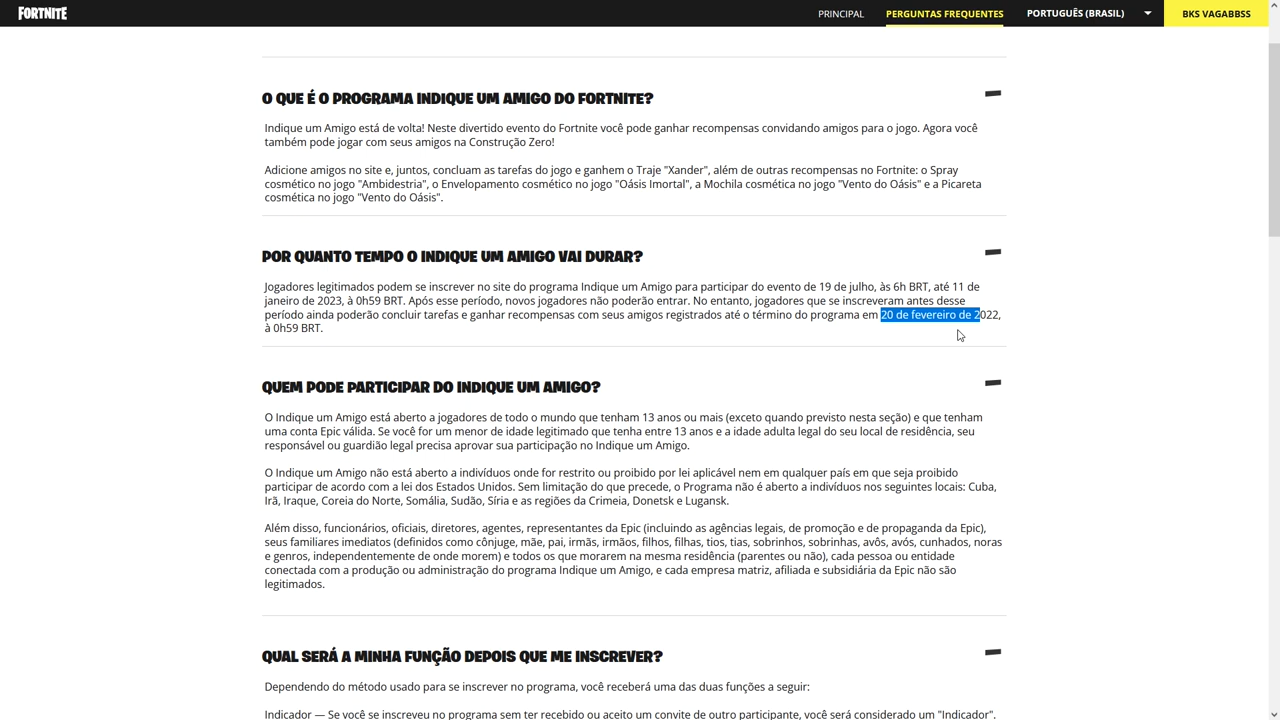 FORTNITE
PRINCIPAL
PERGUNTAS FREQUENTES
PORTUGUÊS (BRASIL)
BKS VAGABBSS
O QUE É O PROGRAMA INDIQUE UM AMIGO DO FORTNITE?
Indique um Amigo está de volta! Neste divertido evento do Fortnite você pode ganhar recompensas convidando amigos para o jogo. Agora você
também pode jogar com seus amigos na Construção Zero!
Adicione amigos no site e, juntos, concluam as tarefas do jogo e ganhem o Traje "Xander", além de outras recompensas no Fortnite: o Spray
cosmético no jogo "Ambidestria", o Envelopamento cosmético no jogo "Oásis Imortal", a Mochila cosmética no jogo "Vento do Oásis" e a Picareta
cosmética no jogo "Vento do Oásis".
POR QUANTO TEMPO O INDIQUE UM AMIGO VAI DURAR?
Jogadores legitimados podem se inscrever no site do programa Indique um Amigo para participar do evento de 19 de julho, às 6h BRT, até 11 de
janeiro de 2023, à 0h59 BRT. Após esse período, novos jogadores não poderão entrar. No entanto, jogadores que se inscreveram antes desse
período ainda poderão concluir tarefas e ganhar recompensas com seus amigos registrados até o término do programa em 20 de fevereiro de 2022,
à 0h59 BRT.
QUEM PODE PARTICIPAR DO INDIQUE UM AMIGO?
O Indique um Amigo está aberto a jogadores de todo o mundo que tenham 13 anos ou mais (exceto quando previsto nesta seção) e que tenham
uma conta Epic válida. Se você for um menor de idade legitimado que tenha entre 13 anos e a idade adulta legal do seu local de residência, seu
responsável ou guardião legal precisa aprovar sua participação no Indique um Amigo.
O Indique um Amigo não está aberto a indivíduos onde for restrito ou proibido por lei aplicável nem em qualquer país em que seja proibido
participar de acordo com a lei dos Estados Unidos. Sem limitação do que precede, o Programa não é aberto a indivíduos nos seguintes locais: Cuba,
Irã, Iraque, Coreia do Norte, Somália, Sudão, Síria e as regiões da Crimeia, Donetsk e Lugansk.
Além disso, funcionários, oficiais, diretores, agentes, representantes da Epic (incluindo as agências legais, de promoção e de propaganda da Epic),
seus familiares imediatos (definidos como cônjuge, mãe, pai, irmãs, irmãos, filhos, filhas, tios, tias, sobrinhos, sobrinhas, avôs, avós, cunhados, noras
e genros, independentemente de onde morem) e todos os que morarem na mesma residência (parentes ou não), cada pessoa ou entidade
conectada com a produção ou administração do programa Indique um Amigo, e cada empresa matriz, afiliada e subsidiária da Epic não são
legitimados.
QUAL SERÁ A MINHA FUNÇÃO DEPOIS QUE ME INSCREVER?
Dependendo do método usado para se inscrever no programa, você receberá uma das duas funções a seguir:
Indicador — Se você se inscreveu no programa sem ter recebido ou aceito um convite de outro participante, você será considerado um "Indicador".